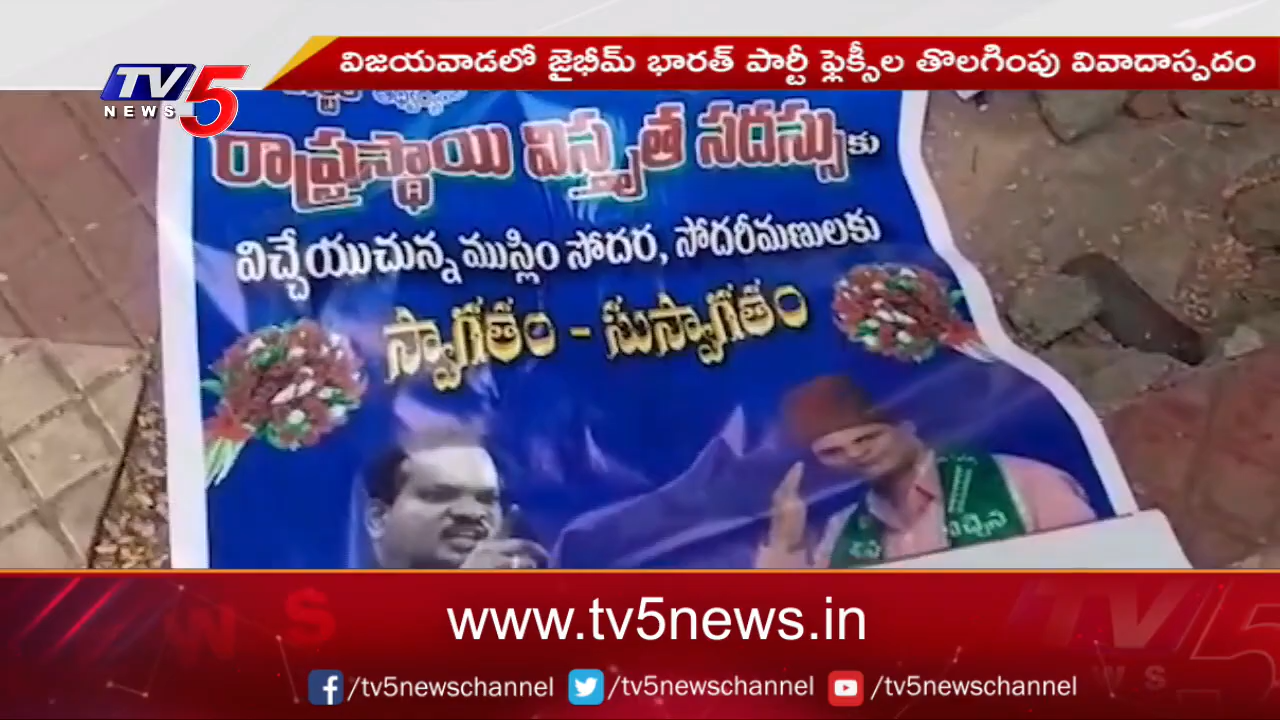 విజయవాడలో జైభీమ్ భారత్ పార్టీ ఫ్లెక్సీల తొలగింపు వివాదాస్పదం
TV5
NEWS
రాష్ట్రస్థాయి విస్తృత సదస్సుకు
విచ్చేయుచున్న ముస్లిం సోదర, సోదరీమణులకు
స్వాగతం - సుస్వాగతం
www.tv5news.in
/tv5newschannel /tv5newschannel /tv5newschannel